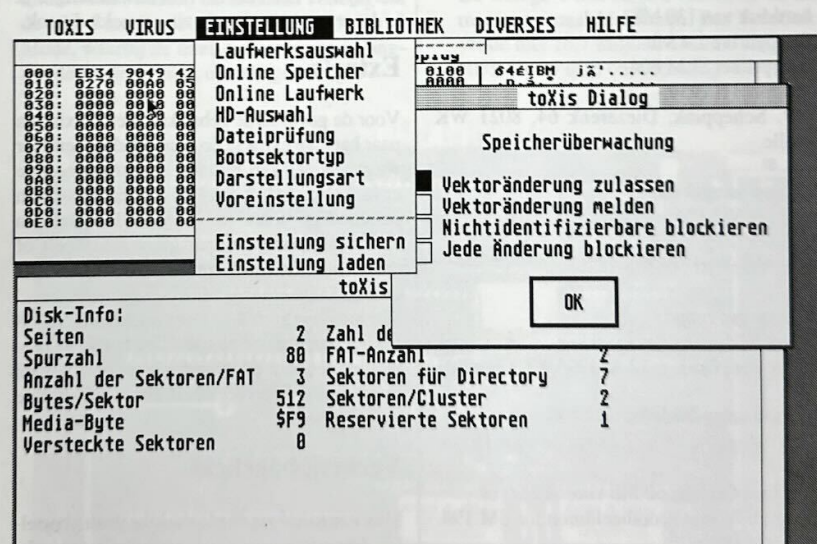 TOXIS VIRUS EINSTELLUNG BIBLIOTHEK DIVERSES HILFE
Laufwerksauswahl
Online Speicher
Online Laufwerk
HD-Auswahl
Dateiprüfung
Bootsektortyp
Darstellungsart
Voreinstellung
Einstellung sichern
Einstellung laden
000: EB34 9049 42
010: 0270 00A0 05
020: 0000 0000 00
030: 0000 00 00
040: 0000 00 00
050: 0000 0000 00
060: 0000 0000 00
070: 0000 0000 00
080: 0000 0000 00
090: 0000 0000 00
0A0: 0000 0000 00
0B0: 0000 0000 00
0C0: 0000 0000 00
0D0: 0000 0000 00
0E0: 0000 0000 00
0100
0000
toXis Dialog
Speicherüberwachung
Vektoränderung zulassen
Vektoränderung melden
Nichtidentifizierbare blockieren
Jede Änderung blockieren
OK
toXis
Disk-Info:
Seiten 2 Zahl de
Spurzahl 80 FAT-Anzahl 2
Anzahl der Sektoren/FAT 3 Sektoren für Directory 7
Bytes/Sektor 512 Sektoren/Cluster 2
Media-Byte $F9 Reservierte Sektoren 1
Versteckte Sektoren 0